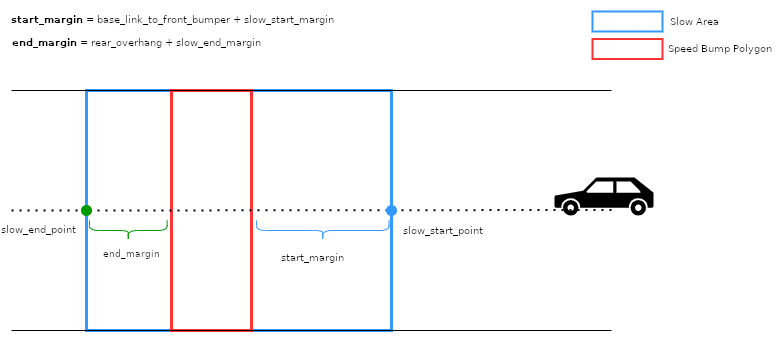 start_margin = base_link_to_front_bumper + slow_start_margin
end_margin = rear_overhang + slow_end_margin
Slow Area
Speed Bump Polygon
slow_end_point
slow_start_point
end_margin
start_margin